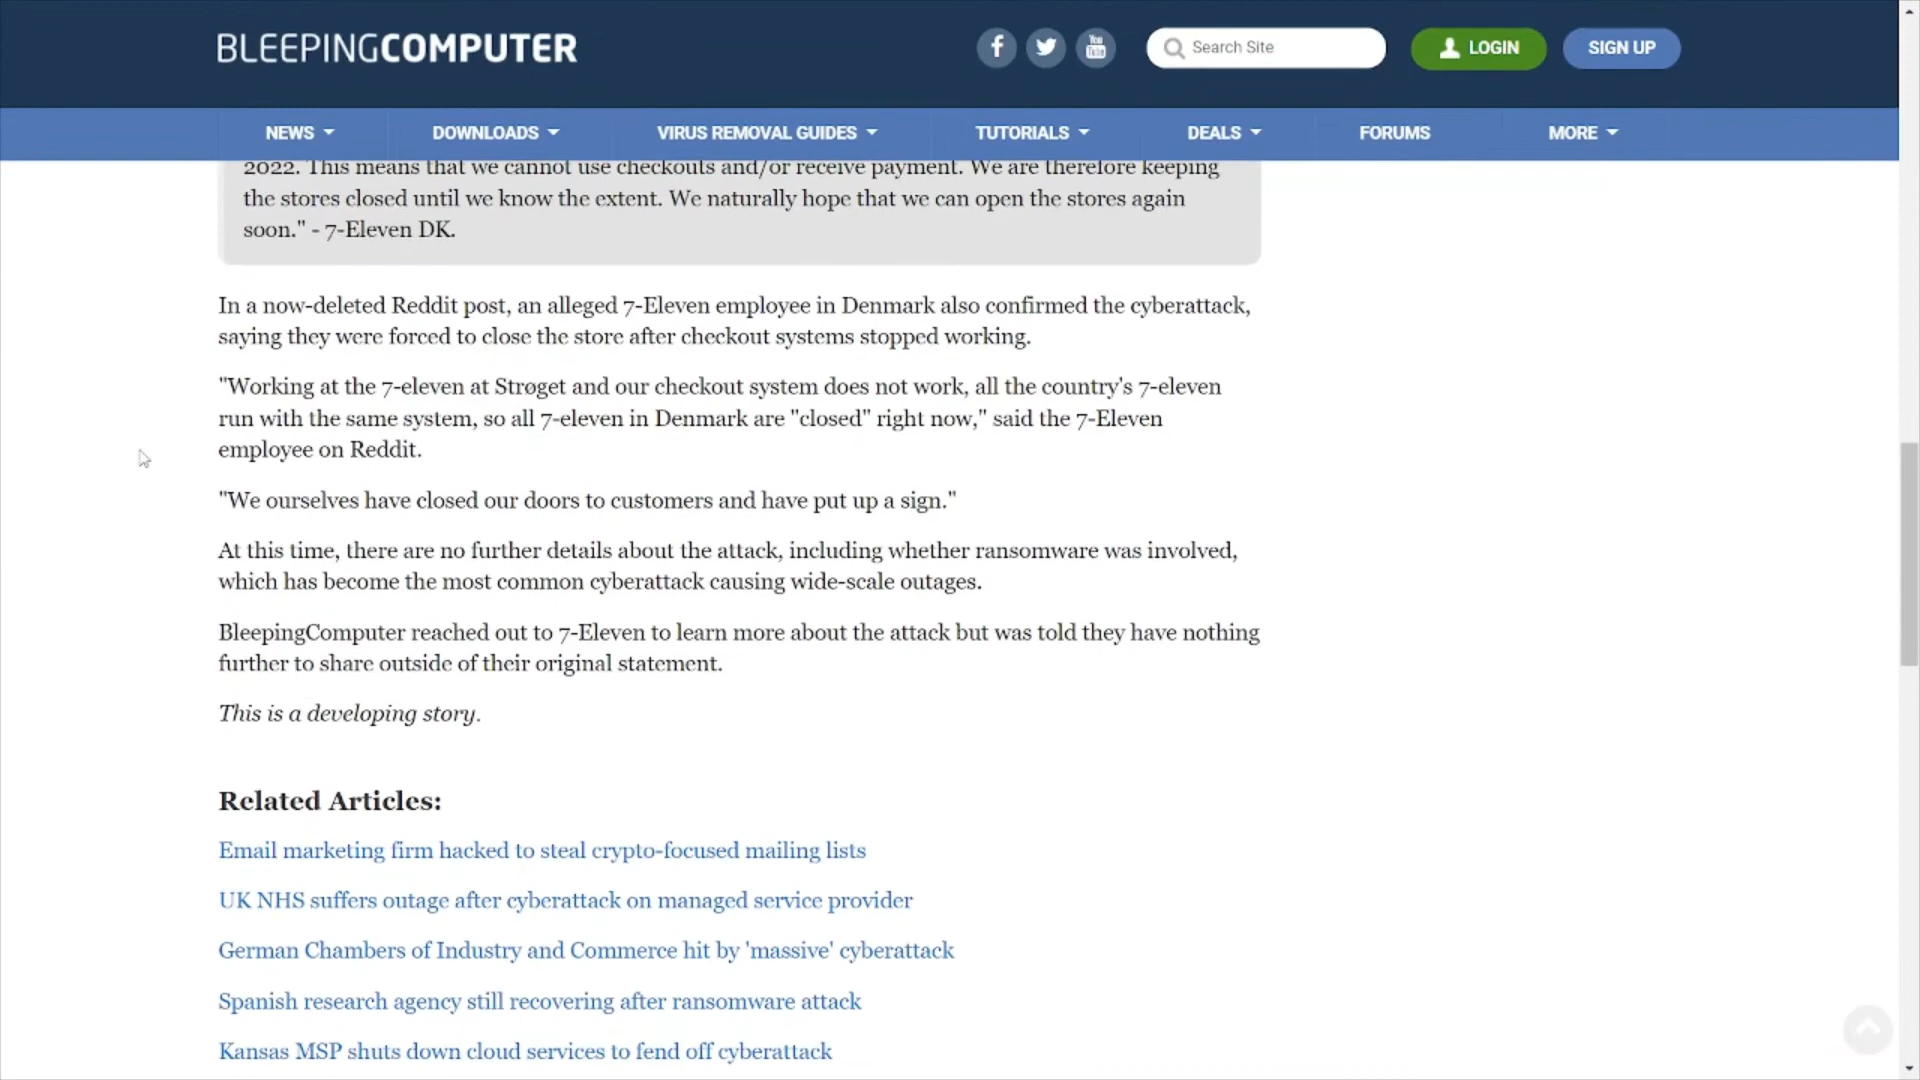 BLEEPINGCOMPUTER
Search Site
LOGIN
SIGN UP
NEWS
DOWNLOADS
VIRUS REMOVAL GUIDES
TUTORIALS
DEALS
FORUMS
MORE
2022. This means that we cannot use checkouts and/or receive payment. We are therefore keeping
the stores closed until we know the extent. We naturally hope that we can open the stores again
soon." - 7-Eleven DK.
In a now-deleted Reddit post, an alleged 7-Eleven employee in Denmark also confirmed the cyberattack,
saying they were forced to close the store after checkout systems stopped working.
"Working at the 7-eleven at Strøget and our checkout system does not work, all the country's 7-eleven
run with the same system, so all 7-eleven in Denmark are "closed" right now," said the 7-Eleven
employee on Reddit.
"We ourselves have closed our doors to customers and have put up a sign."
At this time, there are no further details about the attack, including whether ransomware was involved,
which has become the most common cyberattack causing wide-scale outages.
BleepingComputer reached out to 7-Eleven to learn more about the attack but was told they have nothing
further to share outside of their original statement.
This is a developing story.
Related Articles:
Email marketing firm hacked to steal crypto-focused mailing lists
UK NHS suffers outage after cyberattack on managed service provider
German Chambers of Industry and Commerce hit by 'massive' cyberattack
Spanish research agency still recovering after ransomware attack
Kansas MSP shuts down cloud services to fend off cyberattack